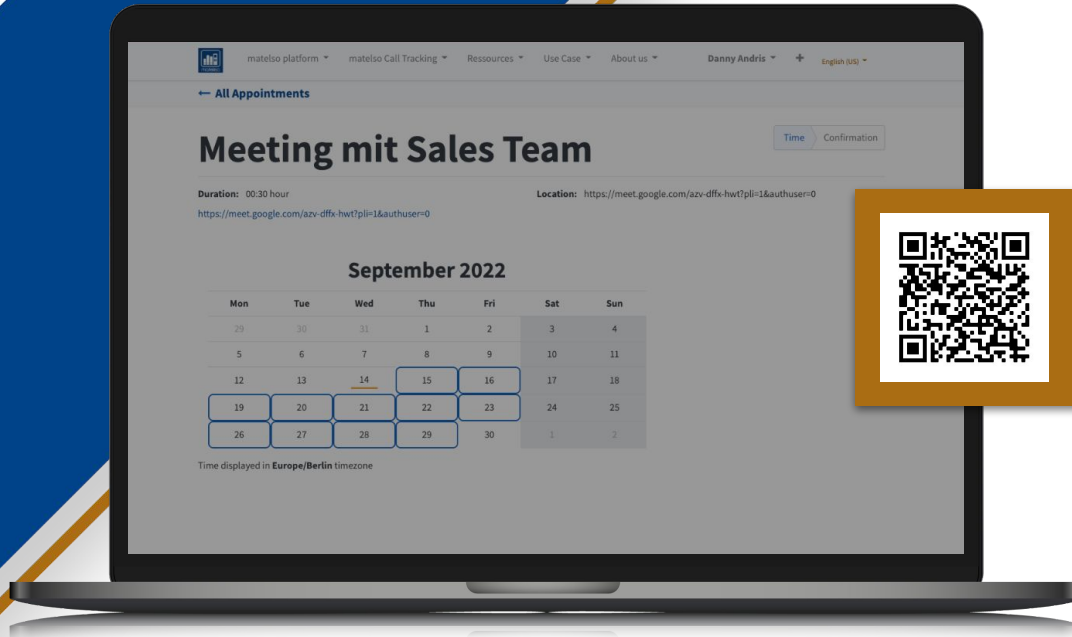 matelso platform matelso Call Tracking Ressources Use Case About us Danny Andris + English (US)
← All Appointments
Meeting mit Sales Team
Time Confirmation
Duration: 00:30 hour
Location: https://meet.google.com/azv-dffx-hwt?pli=1&authuser=0
https://meet.google.com/azv-dffx-hwt?pli=1&authuser=0
September 2022
Mon Tue Wed Thu Fri Sat Sun
29 30 31 1 2 3 4
5 6 7 8 9 10 11
12 13 14 15 16 17 18
19 20 21 22 23 24 25
26 27 28 29 30 1 2
Time displayed in Europe/Berlin timezone